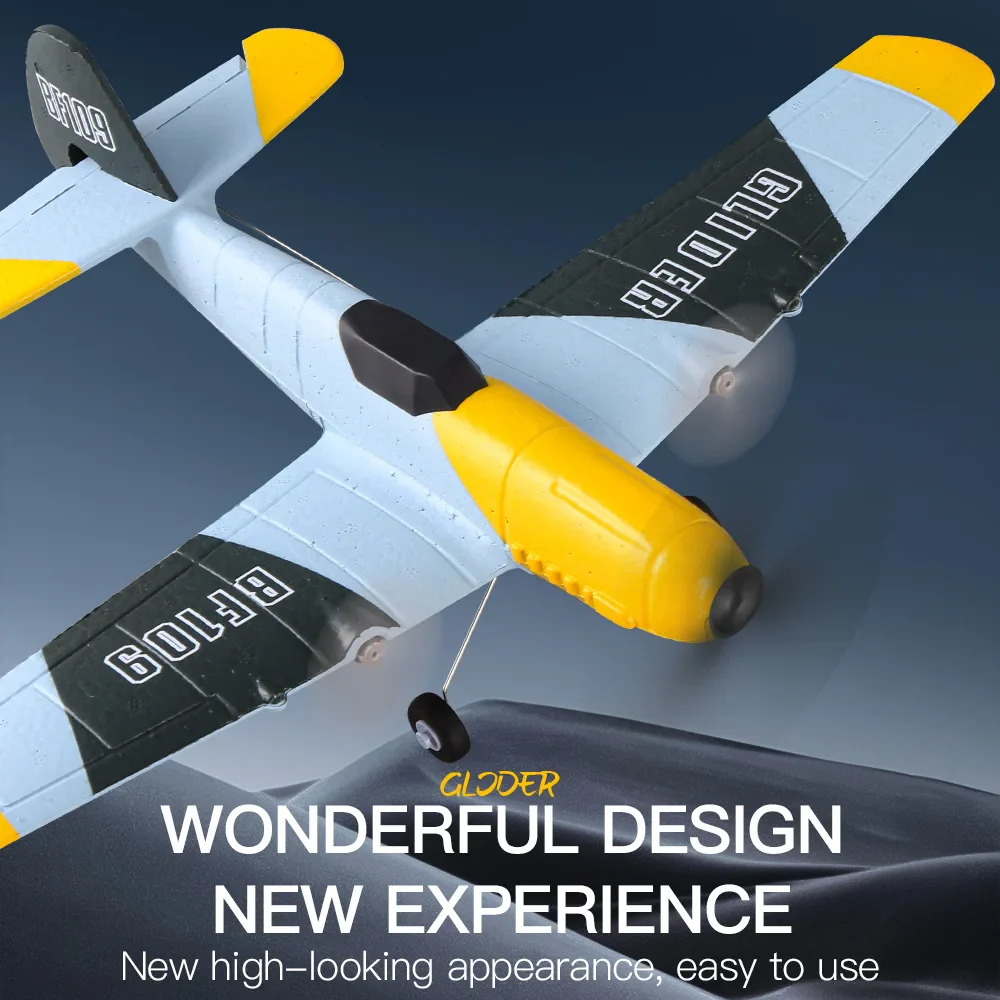 BF109
GLIDER
BF109
GLIDER
WONDERFUL DESIGN
NEW EXPERIENCE
New high-looking appearance, easy to use